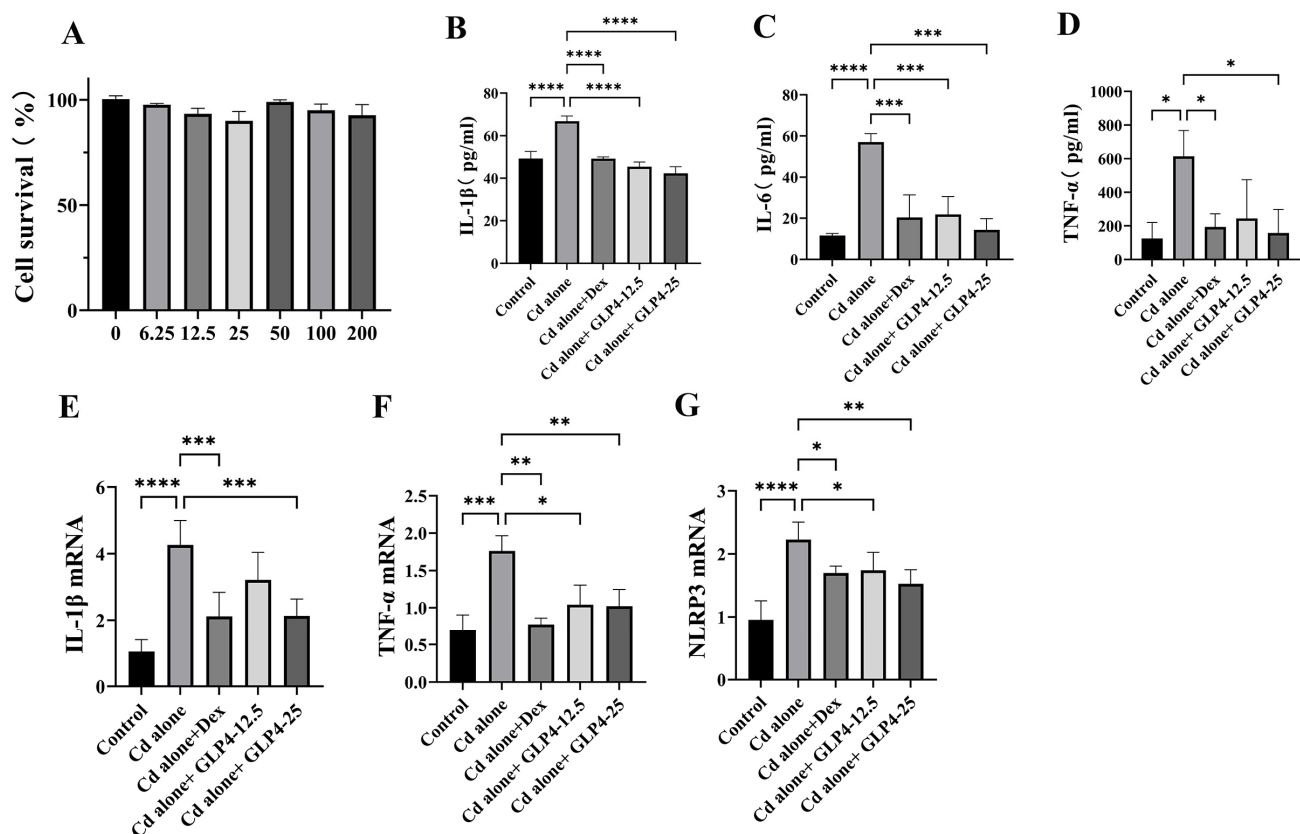 A
Cell survival ( %)
100
50
0
0 6.25 12.5 25 50 100 200
B
****
****
**** ****
IL-1β( pg/ml)
80
60
40
20
0
Control
Cd alone
Cd alone+Dex
Cd alone+ GLP4-12.5
Cd alone+ GLP4-25
C
***
**** ***
***
IL-6( pg/ml)
80
60
40
20
0
Control
Cd alone
Cd alone+Dex
Cd alone+ GLP4-12.5
Cd alone+ GLP4-25
D
*
* *
TNF-α( pg/ml)
1000
800
600
400
200
0
Control
Cd alone
Cd alone+Dex
Cd alone+ GLP4-12.5
Cd alone+ GLP4-25
E
***
**** ***
IL-1β mRNA
6
4
2
0
Control
Cd alone
Cd alone+Dex
Cd alone+ GLP4-12.5
Cd alone+ GLP4-25
F
**
**
*** *
TNF-α mRNA
2.5
2.0
1.5
1.0
0.5
0.0
Control
Cd alone
Cd alone+Dex
Cd alone+ GLP4-12.5
Cd alone+ GLP4-25
G
**
*
**** *
NLRP3 mRNA
3
2
1
0
Control
Cd alone
Cd alone+Dex
Cd alone+ GLP4-12.5
Cd alone+ GLP4-25